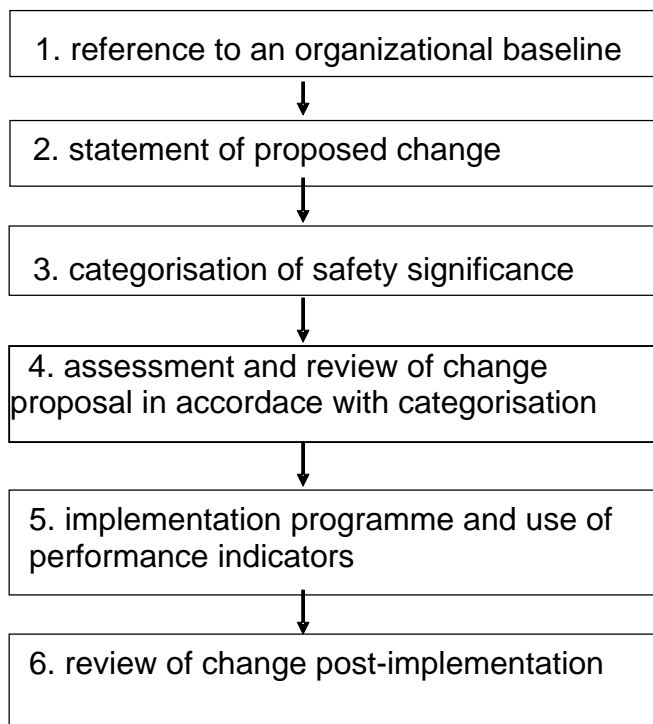 1. reference to an organizational baseline
2. statement of proposed change
3. categorisation of safety significance
4. assessment and review of change
proposal in accordace with categorisation
5. implementation programme and use of
performance indicators
6. review of change post-implementation